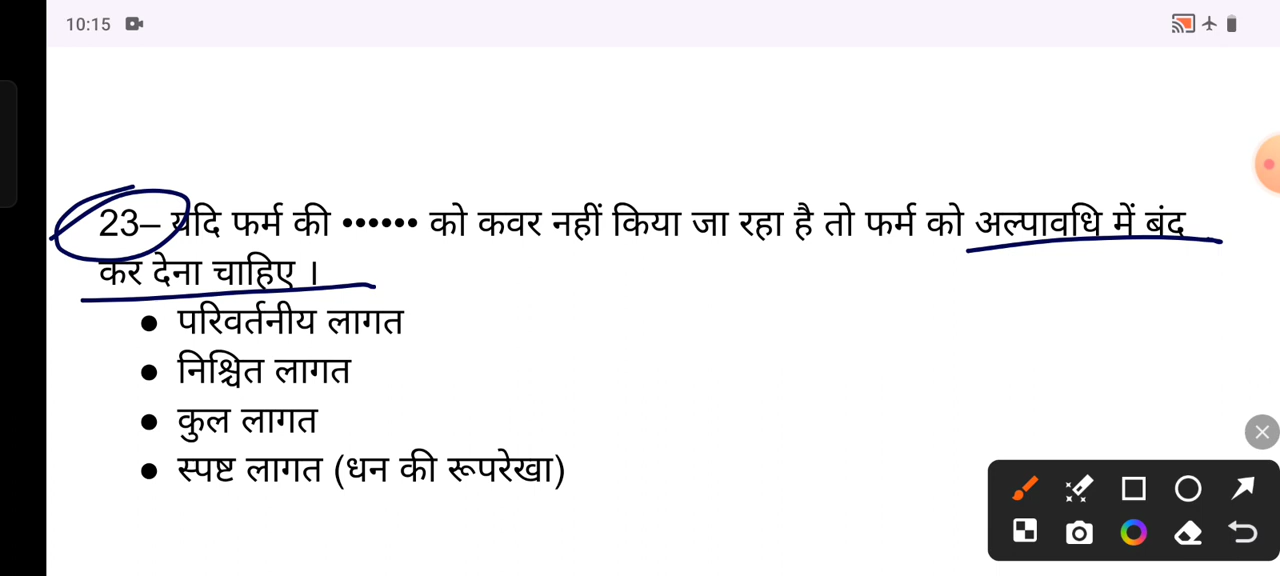 10:15
23– यदि फर्म की •••••• को कवर नहीं किया जा रहा है तो फर्म को अल्पावधि में बंद
कर देना चाहिए ।
● परिवर्तनीय लागत
● निश्चित लागत
● कुल लागत
● स्पष्ट लागत (धन की रूपरेखा)